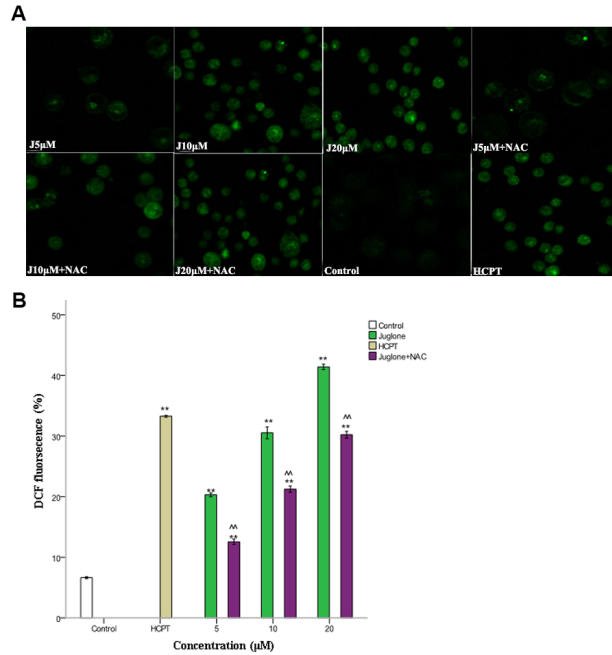 A
J5μM
J10μM
J20μM
J5μM+NAC
J10μM+NAC
J20μM+NAC
Control
HCPT
B
50
40
30
20
10
0
DCF fluorsecence (%)
Control
Juglone
HCPT
Juglone+NAC
**
**
^^
**
**
^^
**
**
^^
**
Control
HCPT
5
10
20
Concentration (μM)